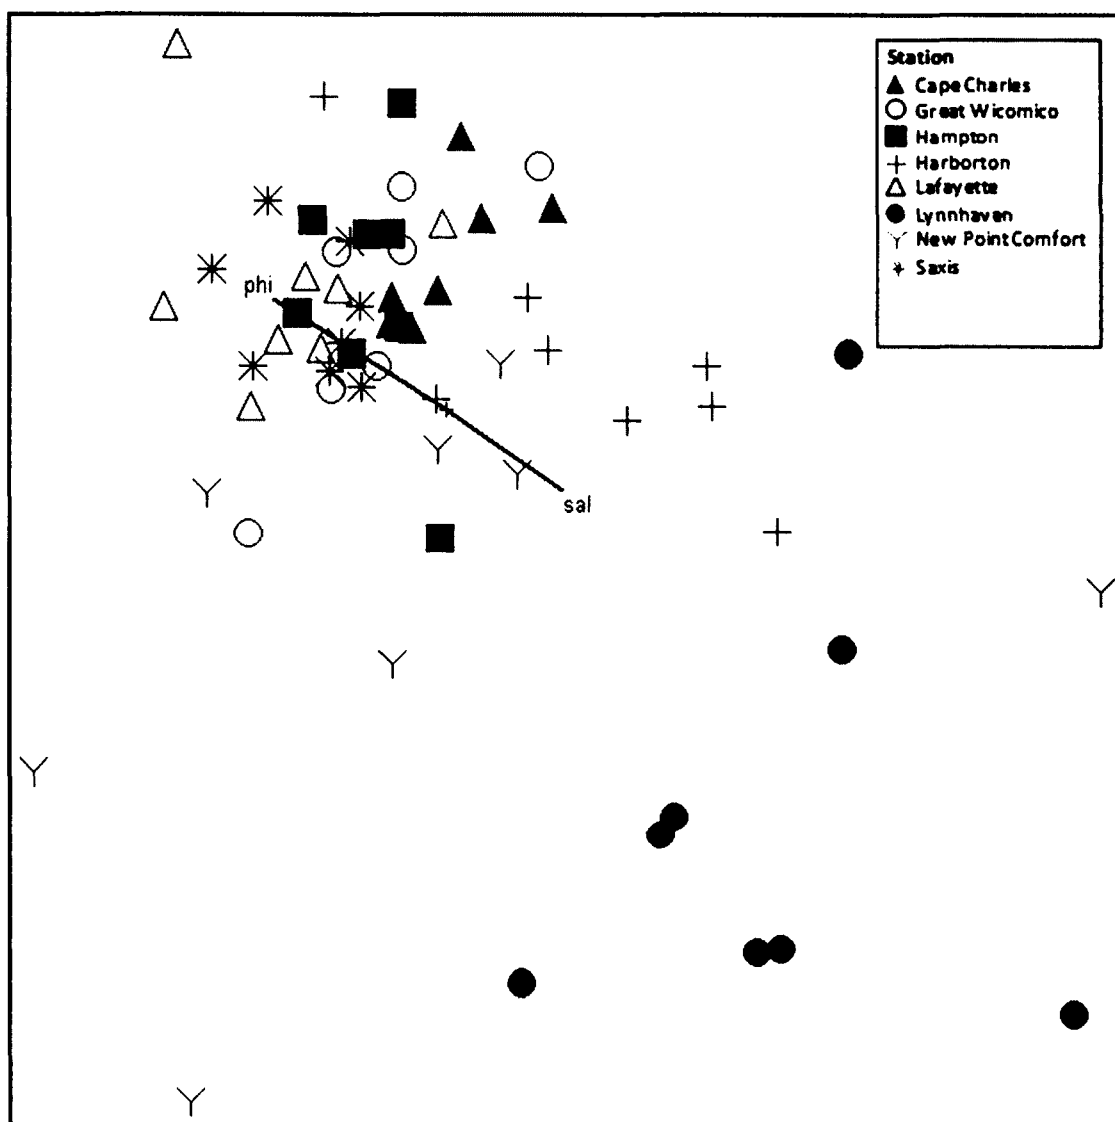 Station
Cape Charles
Great Wicomico
Hampton
Harborton
Lafayette
Lynnhaven
New Point Comfort
Saxis
phi
sal